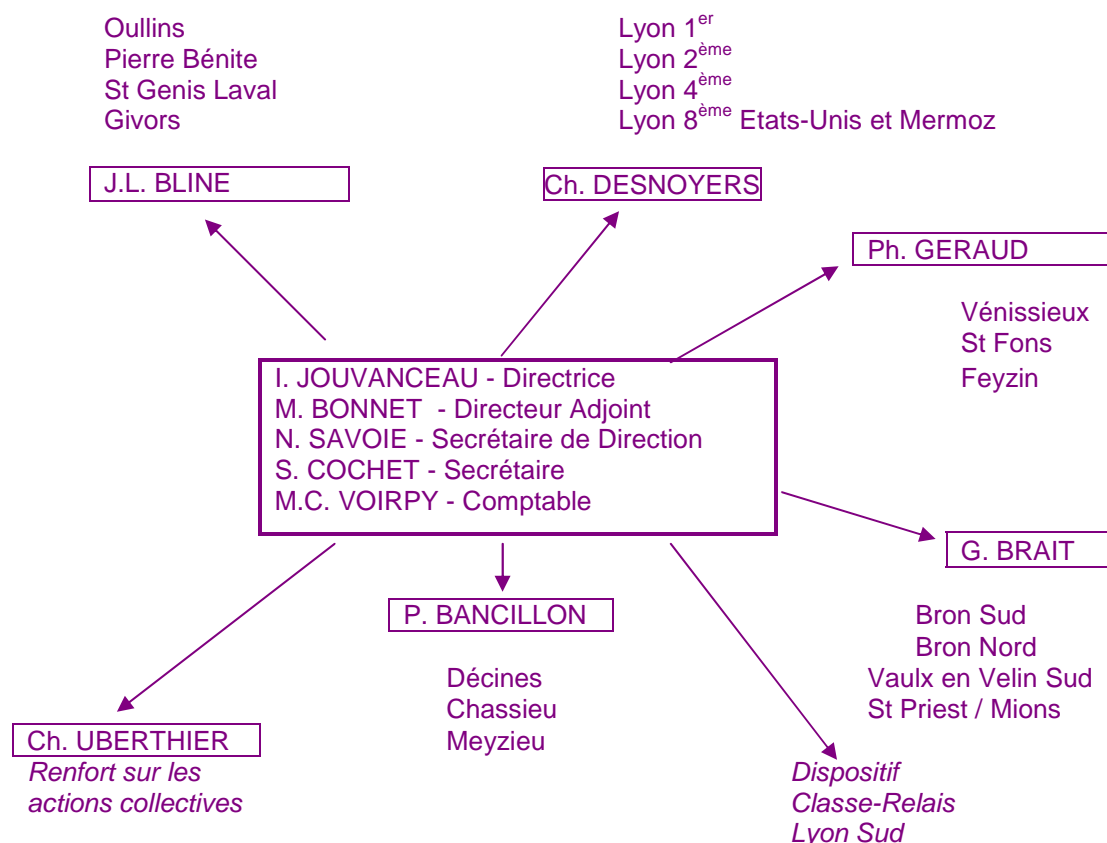 Oullins
Pierre Bénite
St Genis Laval
Givors
Lyon 1er
Lyon 2ème
Lyon 4ème
Lyon 8ème Etats-Unis et Mermoz
J.L. BLINE
Ch. DESNOYERS
Ph. GERAUD
Vénissieux
St Fons
Feyzin
I. JOUVANCEAU - Directrice
M. BONNET - Directeur Adjoint
N. SAVOIE - Secrétaire de Direction
S. COCHET - Secrétaire
M.C. VOIRPY - Comptable
G. BRAIT
Bron Sud
Bron Nord
Vaulx en Velin Sud
St Priest / Mions
P. BANCILLON
Décines
Chassieu
Meyzieu
Ch. UBERTHIER
Renfort sur les
actions collectives
Dispositif
Classe-Relais
Lyon Sud